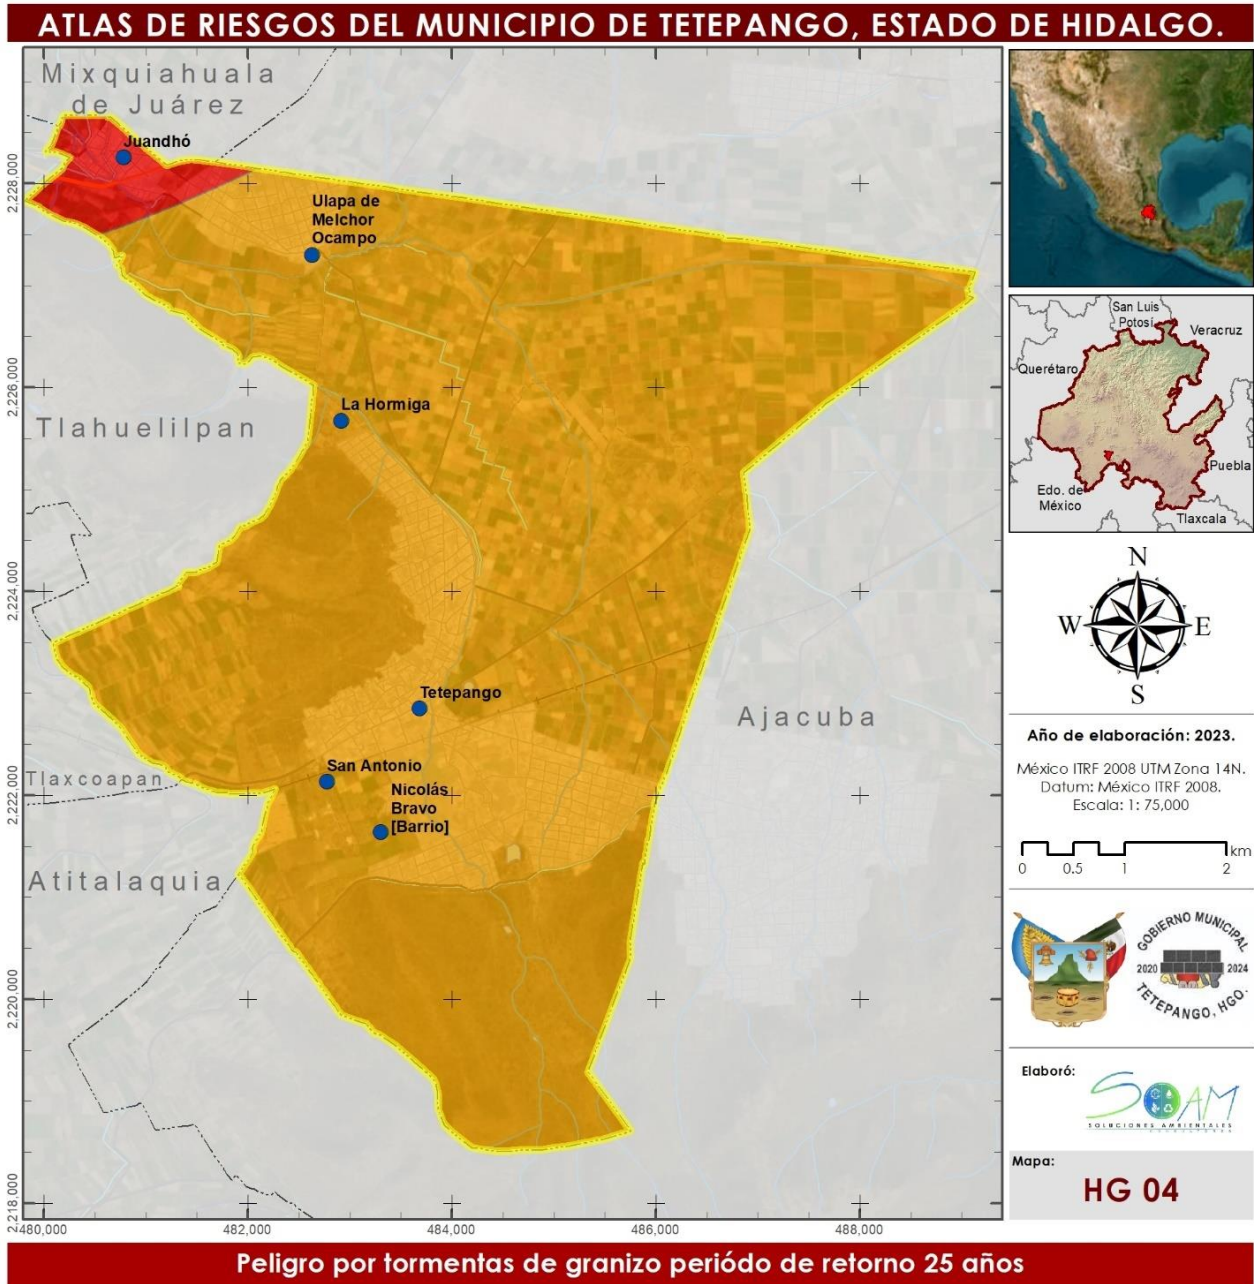 ATLAS DE RIESGOS DEL MUNICIPIO DE TETEPANGO, ESTADO DE HIDALGO.
Mixquiahuala
de Juárez
Juandhó
Ulapa de
Melchor
Ocampo
La Hormiga
Tlahuelilpan
Tetepango
Ajacuba
San Antonio
Tlaxcoapan
Nicolás
Bravo
[Barrio]
Atitalaquia
2,228,000
2,226,000
2,224,000
2,222,000
2,220,000
2,218,000
480,000
482,000
484,000
486,000
488,000
San Luis
Potosí
Veracruz
Querétaro
Puebla
Edo. de
México
Tlaxcala
N
W
E
S
Año de elaboración: 2023.
México ITRF 2008 UTM Zona 14N.
Datum: México ITRF 2008.
Escala: 1: 75,000
km
0 0.5 1 2
GOBIERNO MUNICIPAL
2020 2024
TETEPANGO, HGO.
Elaboró:
SOAM
SOLUCIONES AMBIENTALES
Mapa:
HG 04
Peligro por tormentas de granizo periódo de retorno 25 años